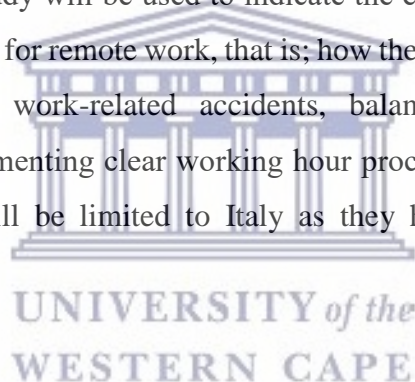 dy will be used to indicate the c
for remote work, that is; how the
work-related accidents, balan
menting clear working hour proc
ll be limited to Italy as they h
UNIVERSITY of the
WESTERN CAPE